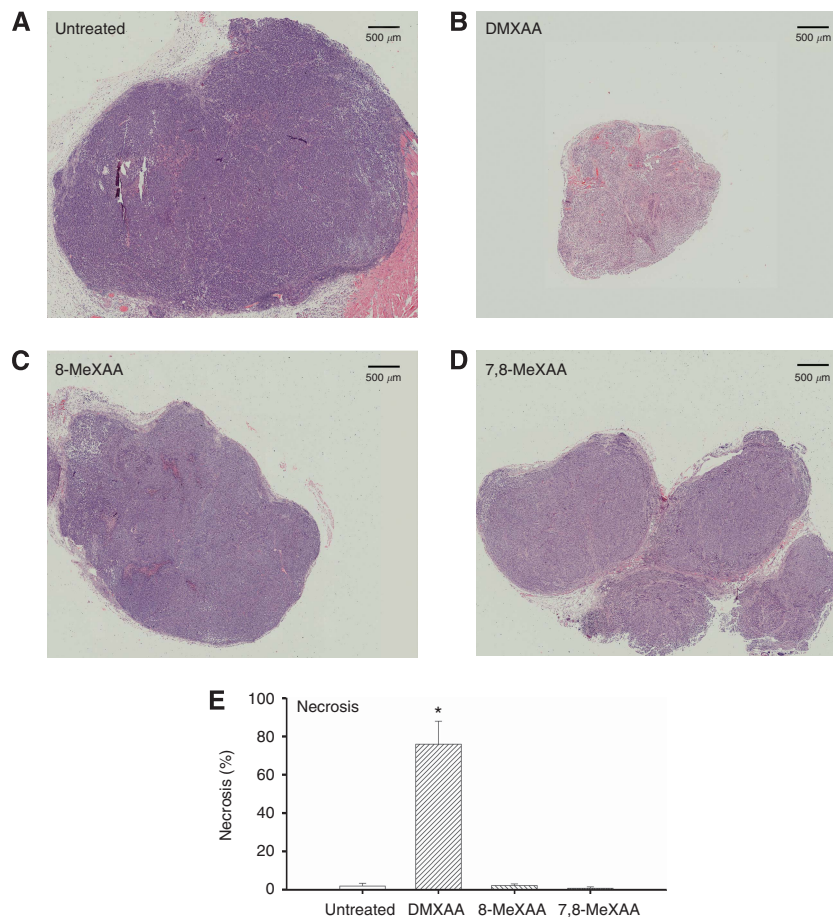 A
Untreated
500 μm
B
DMXAA
500 μm
C
8-MeXAA
500 μm
D
7,8-MeXAA
500 μm
E
Necrosis
Necrosis (%)
100
80
60
40
20
0
*
Untreated DMXAA 8-MeXAA 7,8-MeXAA